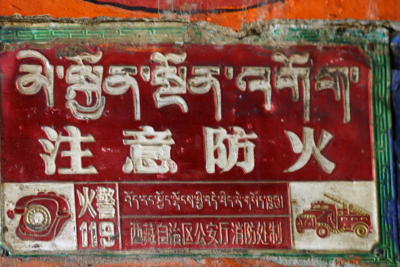 མེ་སྐྱོན་སྔོན་འགོག
注意防火
火警
119
西藏自治区公安厅消防处制